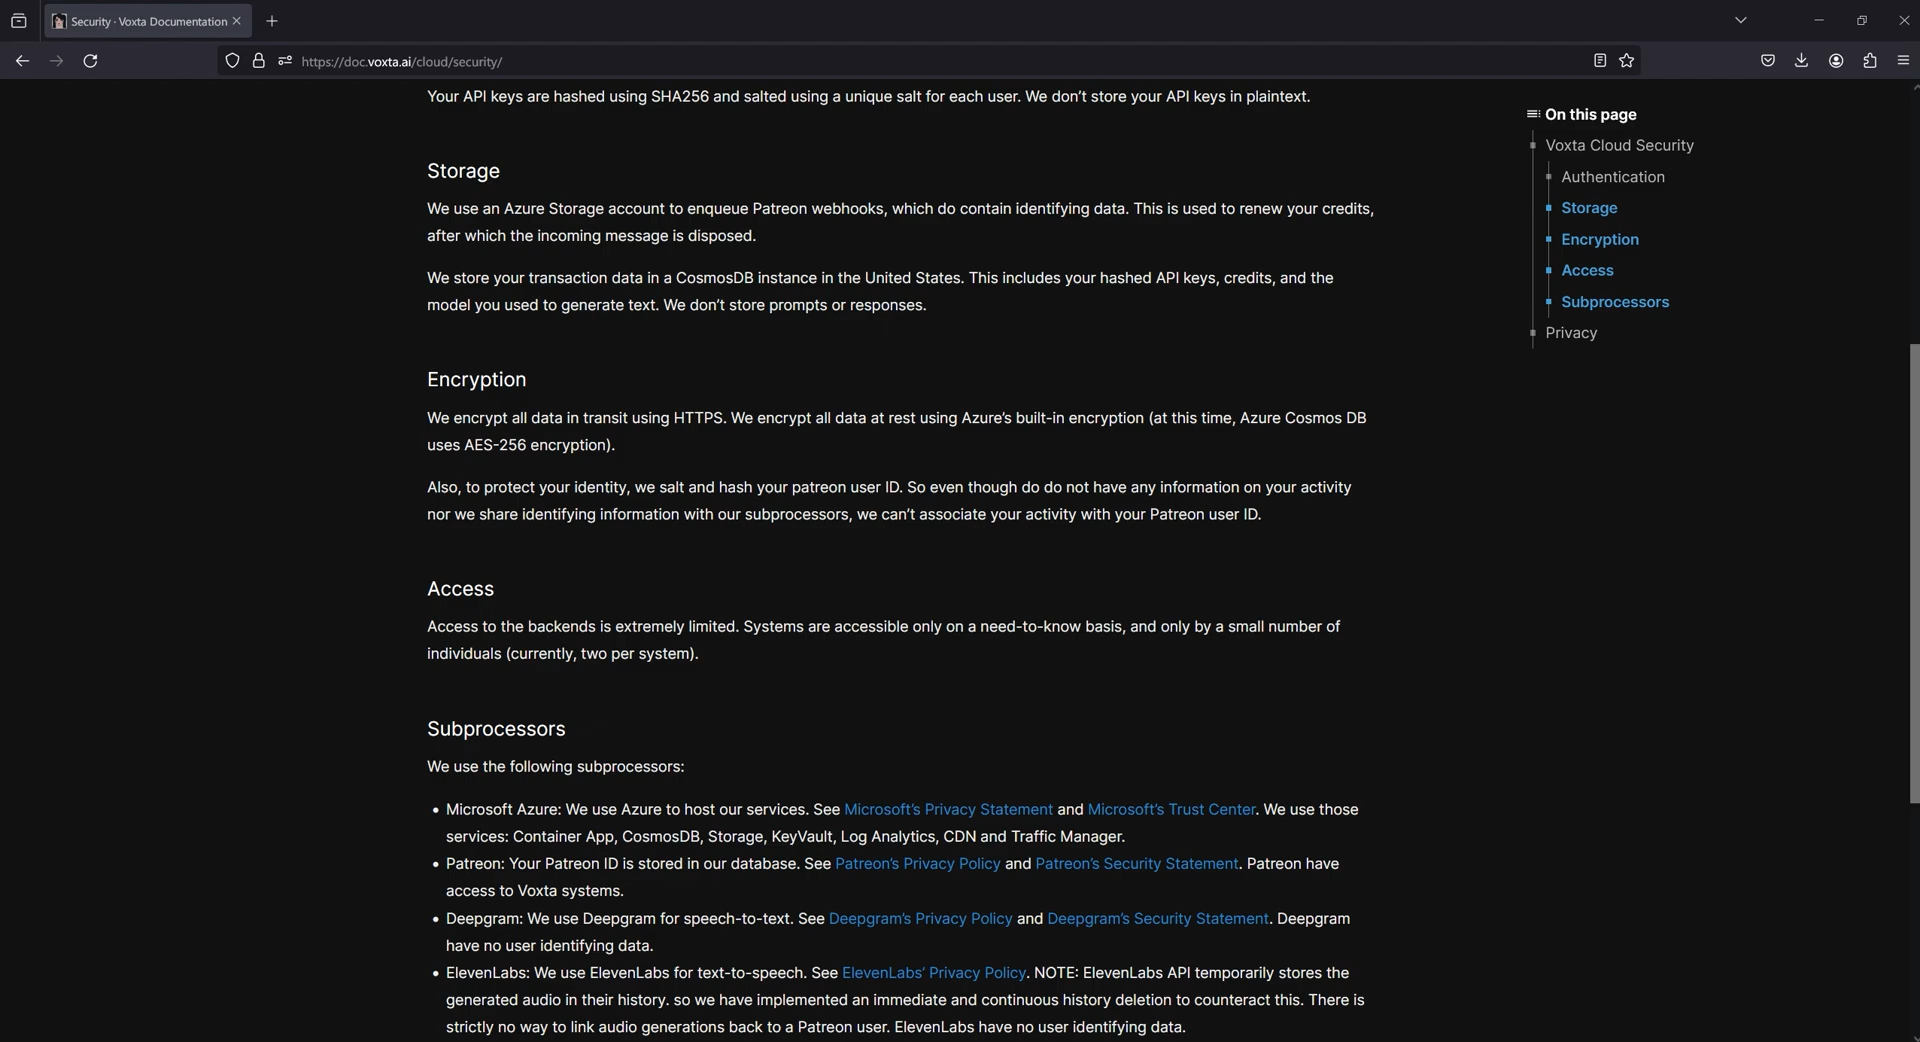 Security · Voxta Documentation
https://doc.voxta.ai/cloud/security/
Your API keys are hashed using SHA256 and salted using a unique salt for each user. We don't store your API keys in plaintext.
Storage
We use an Azure Storage account to enqueue Patreon webhooks, which do contain identifying data. This is used to renew your credits,
after which the incoming message is disposed.
We store your transaction data in a CosmosDB instance in the United States. This includes your hashed API keys, credits, and the
model you used to generate text. We don't store prompts or responses.
Encryption
We encrypt all data in transit using HTTPS. We encrypt all data at rest using Azure's built-in encryption (at this time, Azure Cosmos DB
uses AES-256 encryption).
Also, to protect your identity, we salt and hash your patreon user ID. So even though do do not have any information on your activity
nor we share identifying information with our subprocessors, we can't associate your activity with your Patreon user ID.
Access
Access to the backends is extremely limited. Systems are accessible only on a need-to-know basis, and only by a small number of
individuals (currently, two per system).
Subprocessors
We use the following subprocessors:
• Microsoft Azure: We use Azure to host our services. See Microsoft's Privacy Statement and Microsoft's Trust Center. We use those
services: Container App, CosmosDB, Storage, KeyVault, Log Analytics, CDN and Traffic Manager.
• Patreon: Your Patreon ID is stored in our database. See Patreon's Privacy Policy and Patreon's Security Statement. Patreon have
access to Voxta systems.
• Deepgram: We use Deepgram for speech-to-text. See Deepgram's Privacy Policy and Deepgram's Security Statement. Deepgram
have no user identifying data.
• ElevenLabs: We use ElevenLabs for text-to-speech. See ElevenLabs' Privacy Policy. NOTE: ElevenLabs API temporarily stores the
generated audio in their history. so we have implemented an immediate and continuous history deletion to counteract this. There is
strictly no way to link audio generations back to a Patreon user. ElevenLabs have no user identifying data.
On this page
Voxta Cloud Security
Authentication
Storage
Encryption
Access
Subprocessors
Privacy